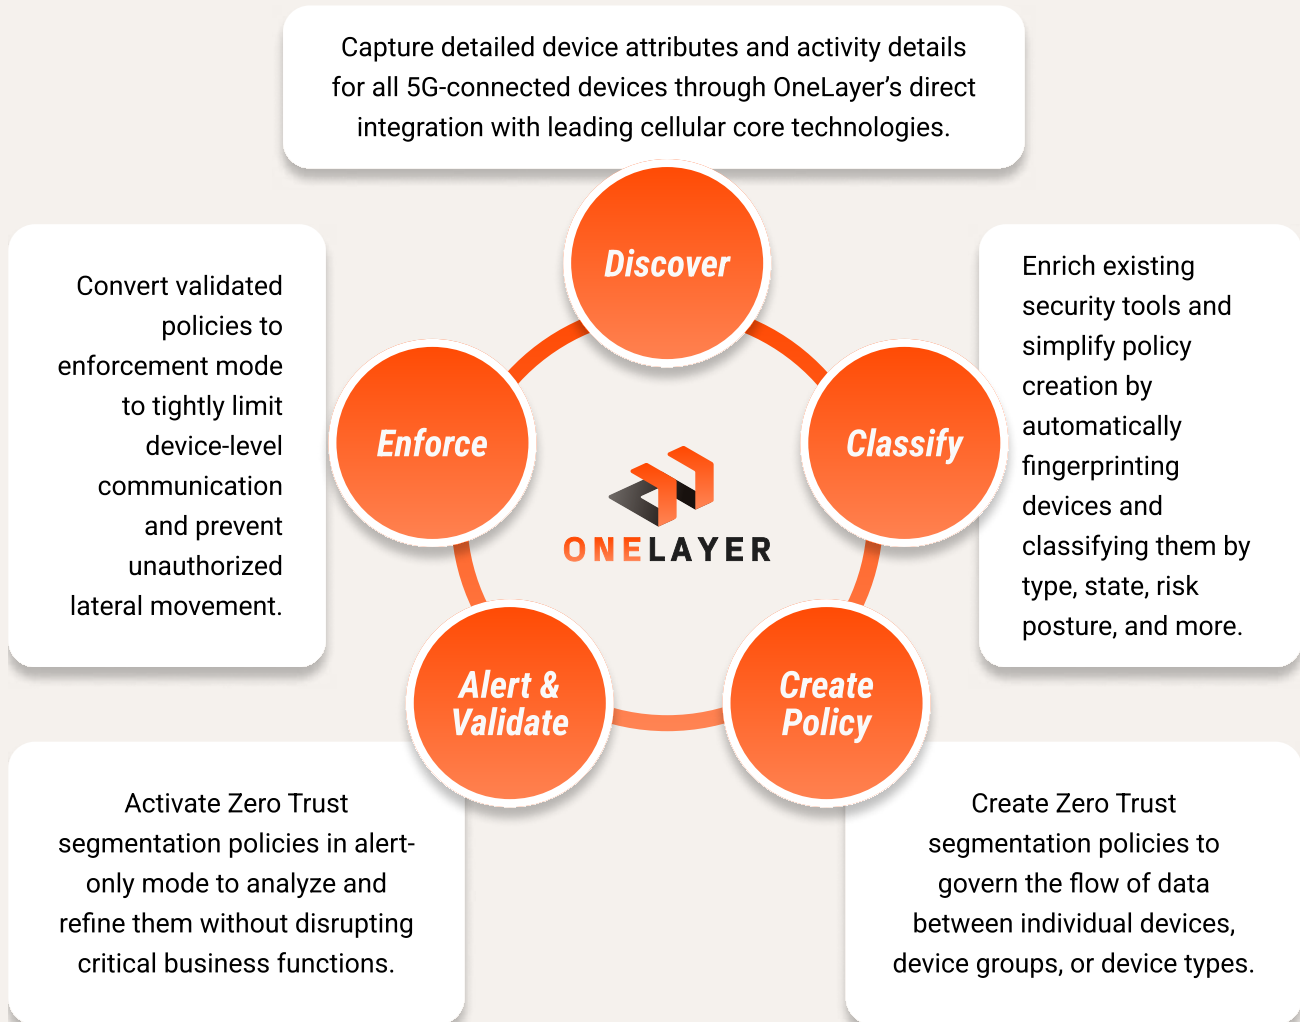 Capture detailed device attributes and activity details
for all 5G-connected devices through OneLayer’s direct
integration with leading cellular core technologies.
Discover
Enrich existing
security tools and
simplify policy
creation by
automatically
fingerprinting
devices and
classifying them by
type, state, risk
posture, and more.
Classify
Create
Policy
Create Zero Trust
segmentation policies to
govern the flow of data
between individual devices,
device groups, or device types.
Alert &
Validate
Activate Zero Trust
segmentation policies in alert-
only mode to analyze and
refine them without disrupting
critical business functions.
Enforce
Convert validated
policies to
enforcement mode
to tightly limit
device-level
communication
and prevent
unauthorized
lateral movement.
ONELAYER